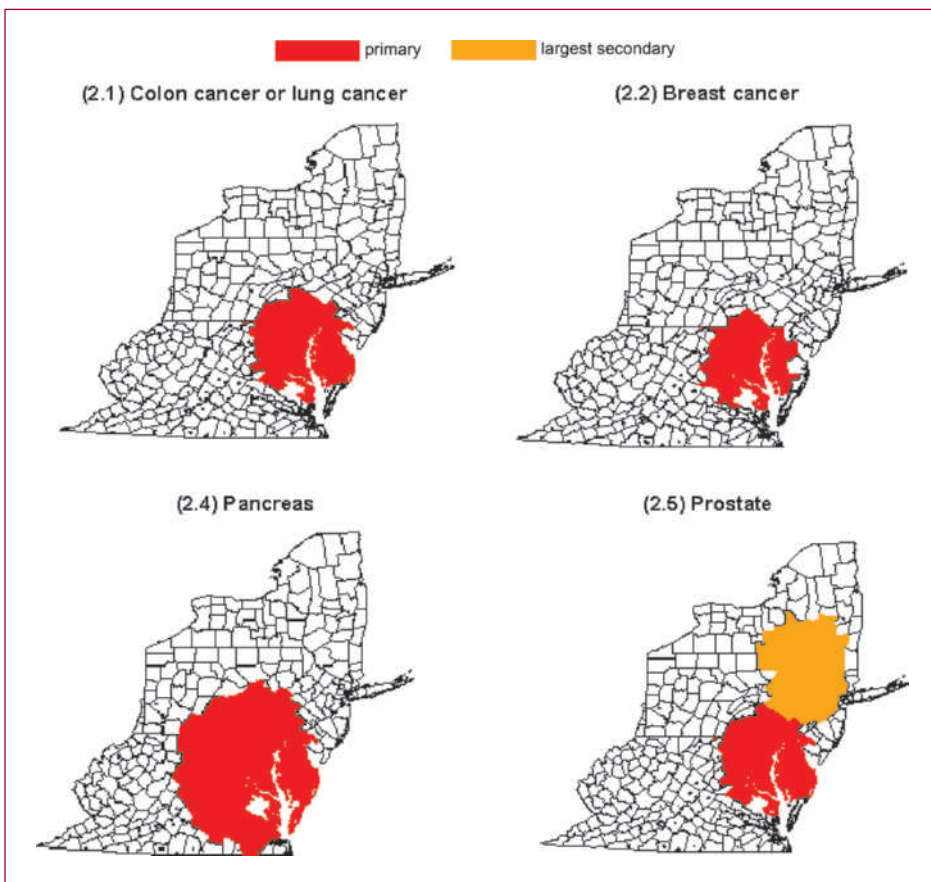 primary
largest secondary
(2.1) Colon cancer or lung cancer
(2.2) Breast cancer
(2.4) Pancreas
(2.5) Prostate